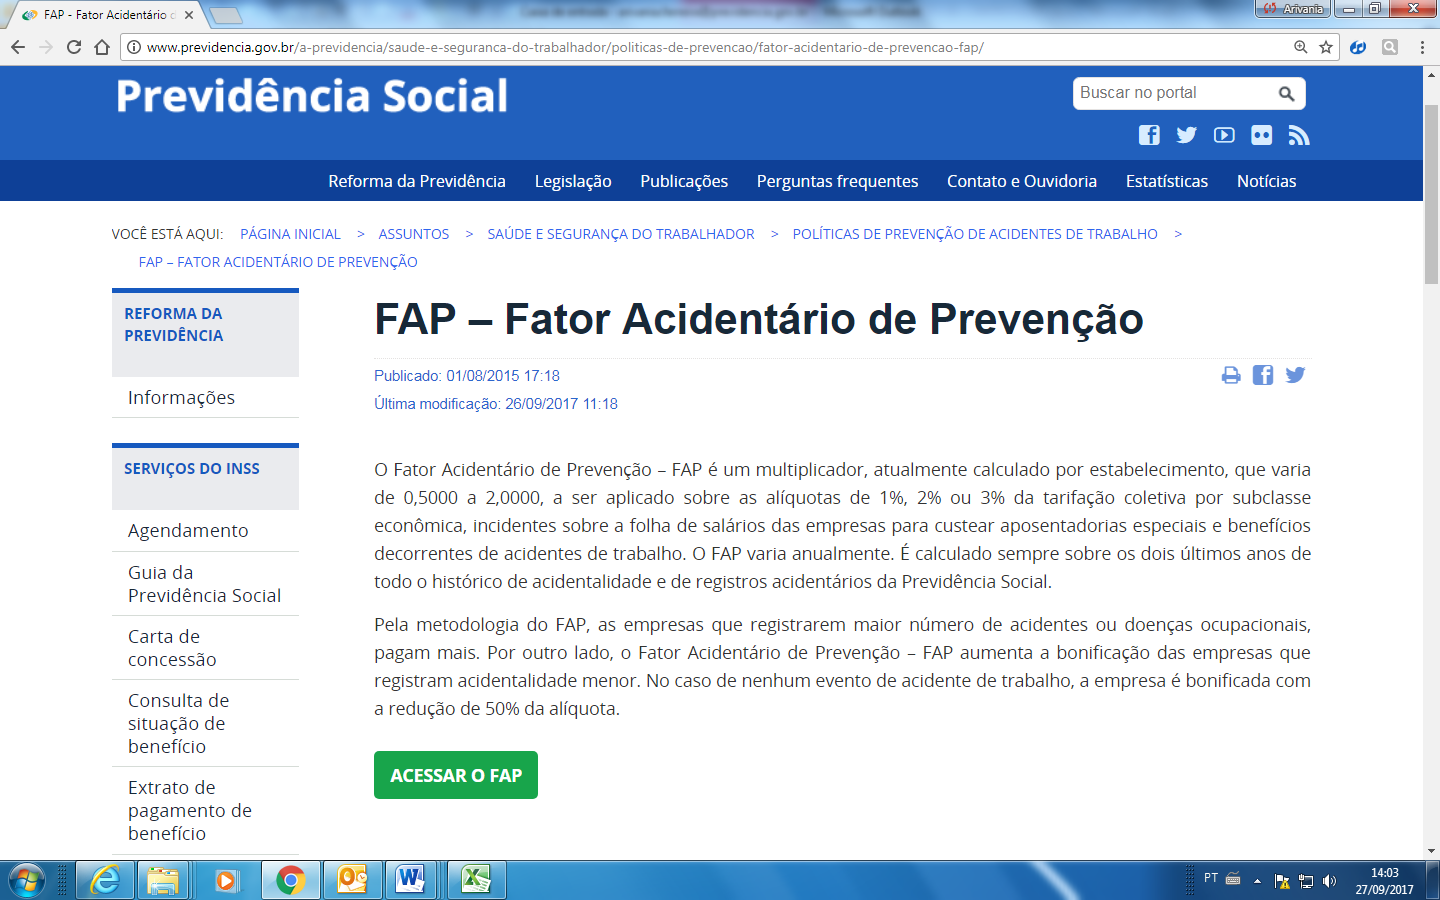 FAP - Fator Acidentário d
Arivania
www.previdencia.gov.br/a-previdencia/saude-e-seguranca-do-trabalhador/politicas-de-prevencao/fator-acidentario-de-prevencao-fap/
Previdência Social
Buscar no portal
Reforma da Previdência Legislação Publicações Perguntas frequentes Contato e Ouvidoria Estatísticas Notícias
VOCÊ ESTÁ AQUI: PÁGINA INICIAL > ASSUNTOS > SAÚDE E SEGURANÇA DO TRABALHADOR > POLÍTICAS DE PREVENÇÃO DE ACIDENTES DE TRABALHO >
FAP – FATOR ACIDENTÁRIO DE PREVENÇÃO
REFORMA DA
PREVIDÊNCIA
Informações
SERVIÇOS DO INSS
Agendamento
Guia da
Previdência Social
Carta de
concessão
Consulta de
situação de
benefício
Extrato de
pagamento de
benefício
FAP – Fator Acidentário de Prevenção
Publicado: 01/08/2015 17:18
Última modificação: 26/09/2017 11:18
O Fator Acidentário de Prevenção – FAP é um multiplicador, atualmente calculado por estabelecimento, que varia
de 0,5000 a 2,0000, a ser aplicado sobre as alíquotas de 1%, 2% ou 3% da tarifação coletiva por subclasse
econômica, incidentes sobre a folha de salários das empresas para custear aposentadorias especiais e benefícios
decorrentes de acidentes de trabalho. O FAP varia anualmente. É calculado sempre sobre os dois últimos anos de
todo o histórico de acidentalidade e de registros acidentários da Previdência Social.
Pela metodologia do FAP, as empresas que registrarem maior número de acidentes ou doenças ocupacionais,
pagam mais. Por outro lado, o Fator Acidentário de Prevenção – FAP aumenta a bonificação das empresas que
registram acidentalidade menor. No caso de nenhum evento de acidente de trabalho, a empresa é bonificada com
a redução de 50% da alíquota.
ACESSAR O FAP
PT
14:03
27/09/2017